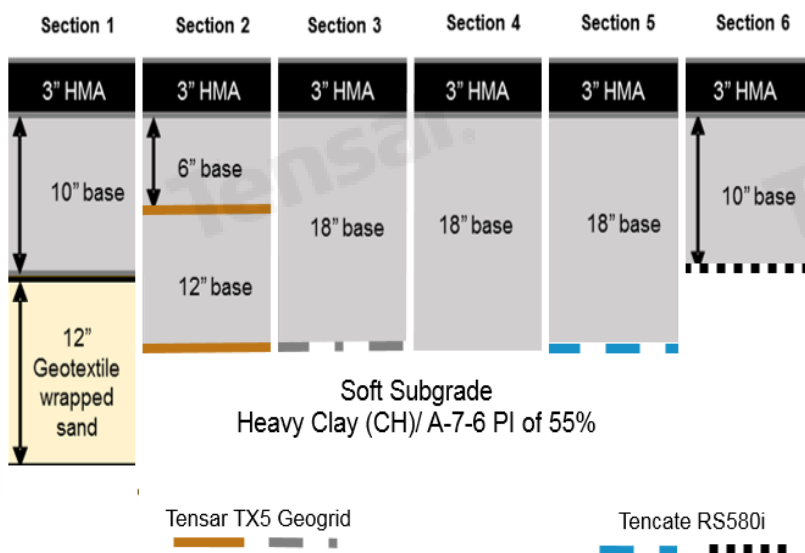 Section 1
Section 2
Section 3
Section 4
Section 5
Section 6
3” HMA
3” HMA
3” HMA
3” HMA
3” HMA
3” HMA
10” base
6” base
12” base
18” base
18” base
18” base
10” base
12”
Geotextile
wrapped
sand
Tensar®
Soft Subgrade
Heavy Clay (CH)/ A-7-6 PI of 55%
Tensar TX5 Geogrid
Tencate RS580i